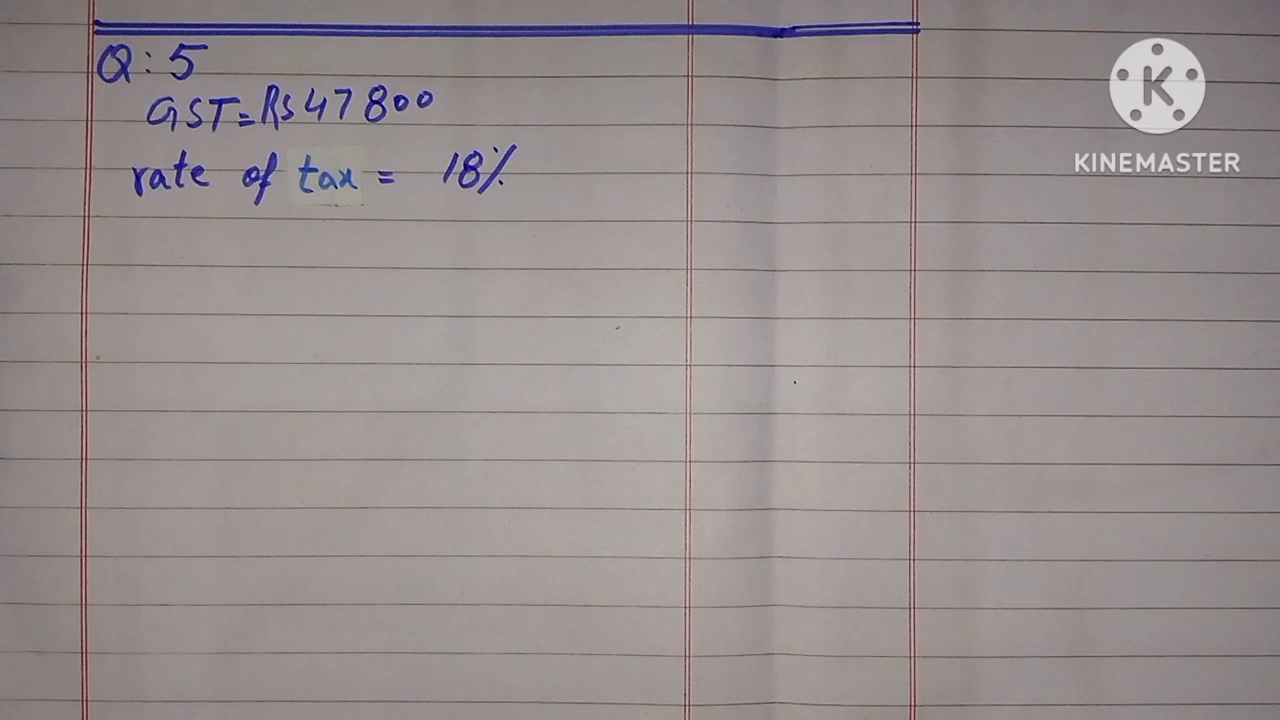 Q: 5
GST = Rs 47800
rate of tax = 18%
K
KINEMASTER